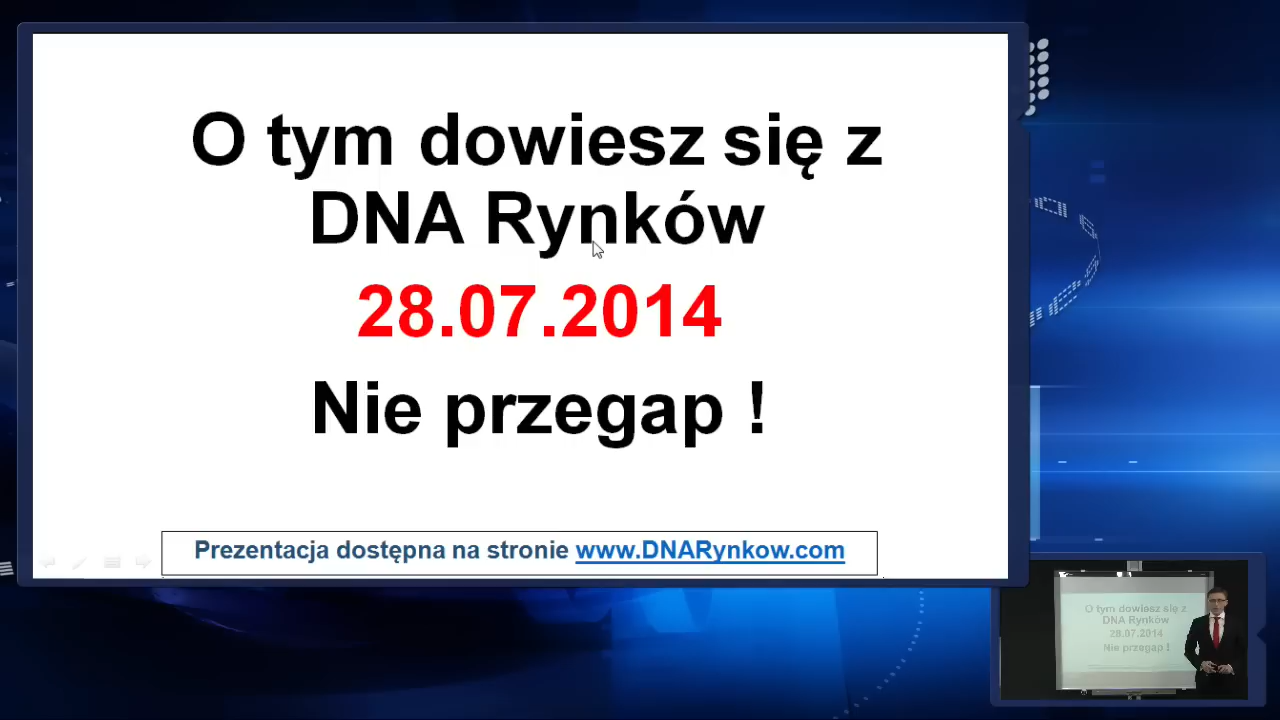 O tym dowiesz się z
DNA Rynków
28.07.2014
Nie przegap !
Prezentacja dostępna na stronie www.DNARynkow.com
O tym dowiesz się z
DNA Rynków
28.07.2014
Nie przegap !